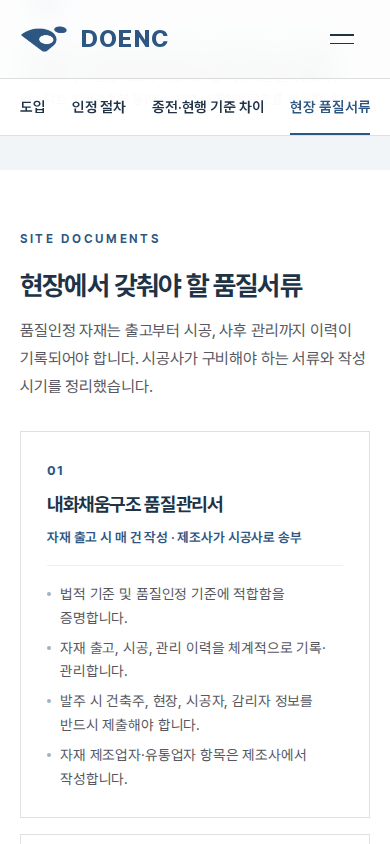 DOENC
도입 인정 절차 종전·현행 기준 차이 현장 품질서류
SITE DOCUMENTS
현장에서 갖춰야 할 품질서류
품질인정 자재는 출고부터 시공, 사후 관리까지 이력이
기록되어야 합니다. 시공사가 구비해야 하는 서류와 작성
시기를 정리했습니다.
01
내화채움구조 품질관리서
자재 출고 시 매 건 작성 · 제조사가 시공사로 송부
법적 기준 및 품질인정 기준에 적합함을
증명합니다.
자재 출고, 시공, 관리 이력을 체계적으로 기록·
관리합니다.
발주 시 건축주, 현장, 시공자, 감리자 정보를
반드시 제출해야 합니다.
자재 제조업자·유통업자 항목은 제조사에서
작성합니다.